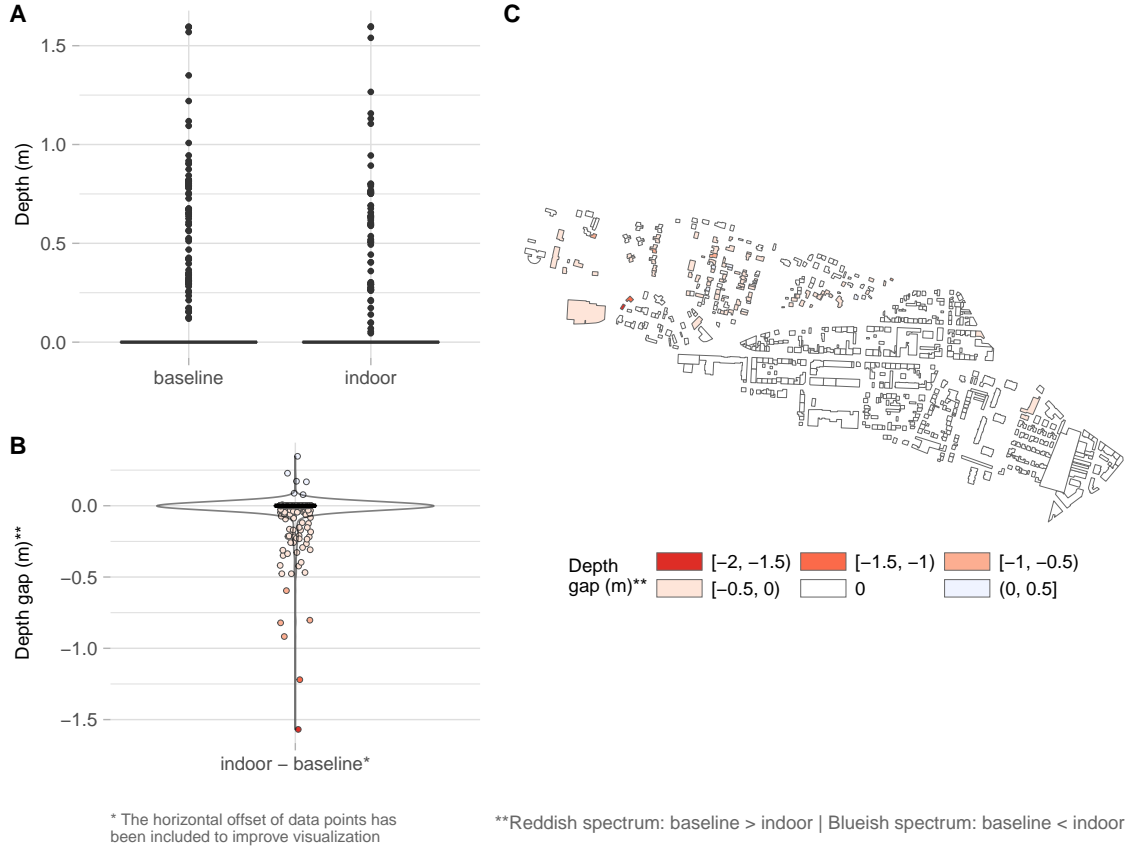 A
Depth (m)
1.5
1.0
0.5
0.0
baseline
indoor
B
Depth gap (m)**
0.0
−0.5
−1.0
−1.5
indoor − baseline*
* The horizontal offset of data points has
been included to improve visualization
C
Depth
gap (m)**
[−2, −1.5)
[−1.5, −1)
[−1, −0.5)
[−0.5, 0)
0
(0, 0.5]
**Reddish spectrum: baseline > indoor | Blueish spectrum: baseline < indoor